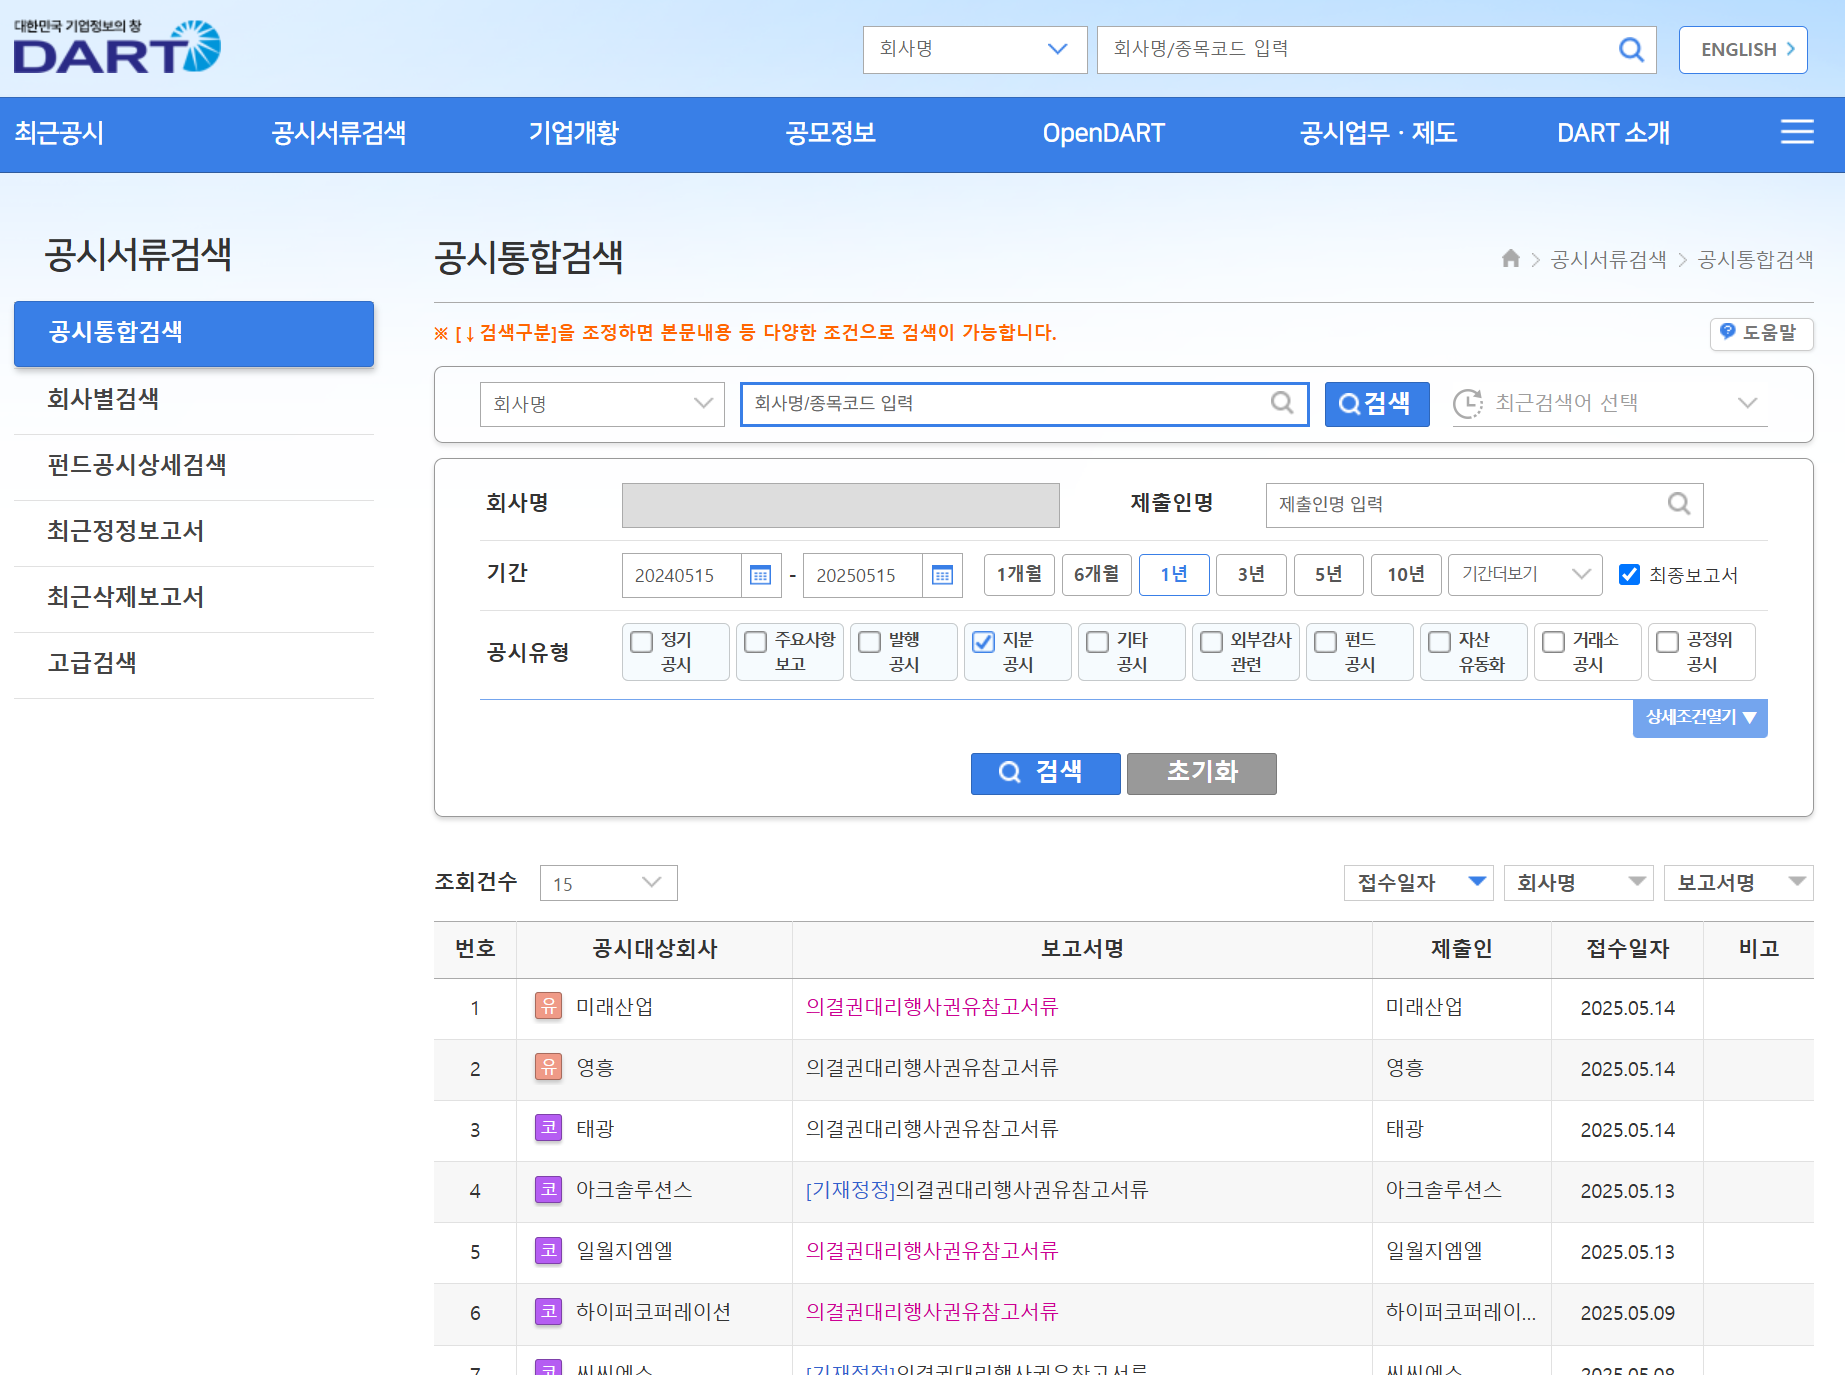 대한민국 기업정보의 창
DART
회사명
회사명/종목코드 입력
ENGLISH
최근공시
공시서류검색
기업개황
공모정보
OpenDART
공시업무 · 제도
DART 소개
공시서류검색
공시통합검색
회사별검색
펀드공시상세검색
최근정정보고서
최근삭제보고서
고급검색
공시통합검색
공시서류검색 > 공시통합검색
※ [↓검색구분]을 조정하면 본문내용 등 다양한 조건으로 검색이 가능합니다.
도움말
회사명
회사명/종목코드 입력
검색
최근검색어 선택
회사명
제출인명
제출인명 입력
기간
20240515 - 20250515
1개월 6개월 1년 3년 5년 10년 기간더보기 최종보고서
공시유형
정기 공시
주요사항 보고
발행 공시
지분 공시
기타 공시
외부감사 관련
펀드 공시
자산 유동화
거래소 공시
공정위 공시
상세조건열기 ▼
검색
초기화
조회건수 15
접수일자 회사명 보고서명
번호 공시대상회사 보고서명 제출인 접수일자 비고
1 유 미래산업 의결권대리행사권유참고서류 미래산업 2025.05.14
2 유 영흥 의결권대리행사권유참고서류 영흥 2025.05.14
3 코 태광 의결권대리행사권유참고서류 태광 2025.05.14
4 코 아크솔루션스 [기재정정]의결권대리행사권유참고서류 아크솔루션스 2025.05.13
5 코 일월지엠엘 의결권대리행사권유참고서류 일월지엠엘 2025.05.13
6 코 하이퍼코퍼레이션 의결권대리행사권유참고서류 하이퍼코퍼레이... 2025.05.09
7 코 씨씨에스 [기재정정]의결권대리행사권유참고서류 씨씨에스 2025.05.08